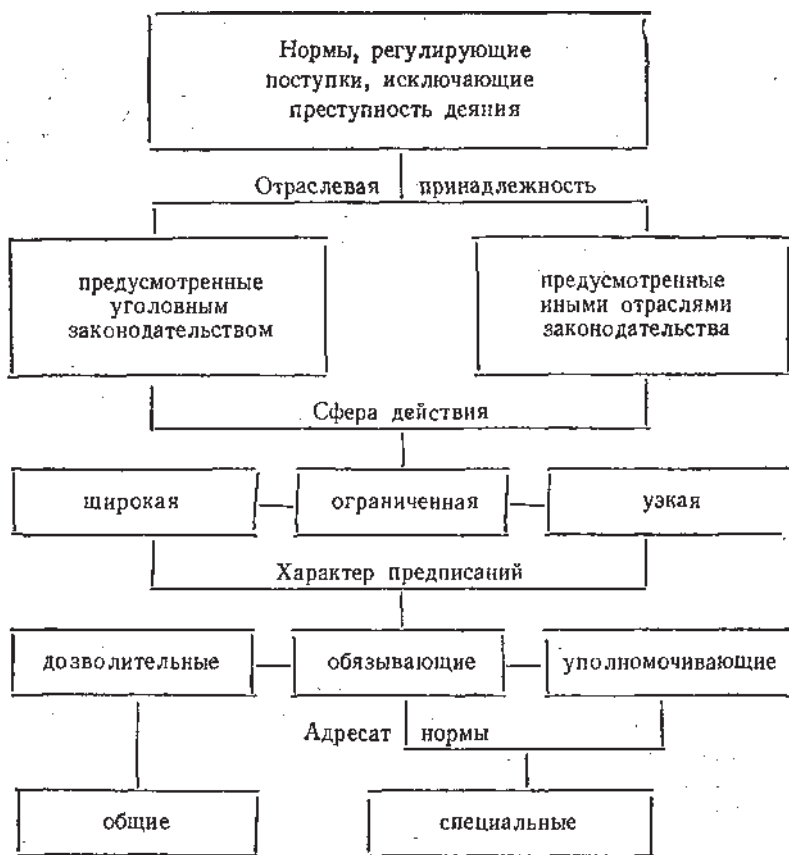 Нормы, регулирующие
поступки, исключающие
преступность деяния
Отраслевая принадлежность
предусмотренные
уголовным
законодательством
предусмотренные
иными отраслями
законодательства
Сфера действия
широкая
ограниченная
узкая
Характер предписаний
дозволительные
обязывающие
уполномочивающие
Адресат нормы
общие
специальные